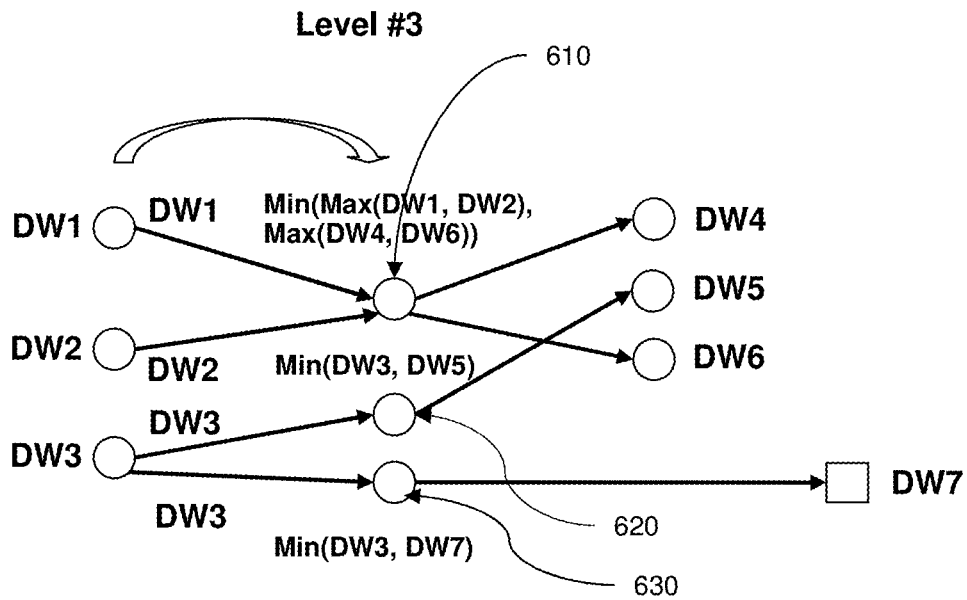 Level #3
610
DW1
DW1
Min(Max(DW1, DW2),
Max(DW4, DW6))
DW4
DW5
DW2
DW2
Min(DW3, DW5)
DW6
DW3
DW3
DW3
Min(DW3, DW7)
DW7
620
630